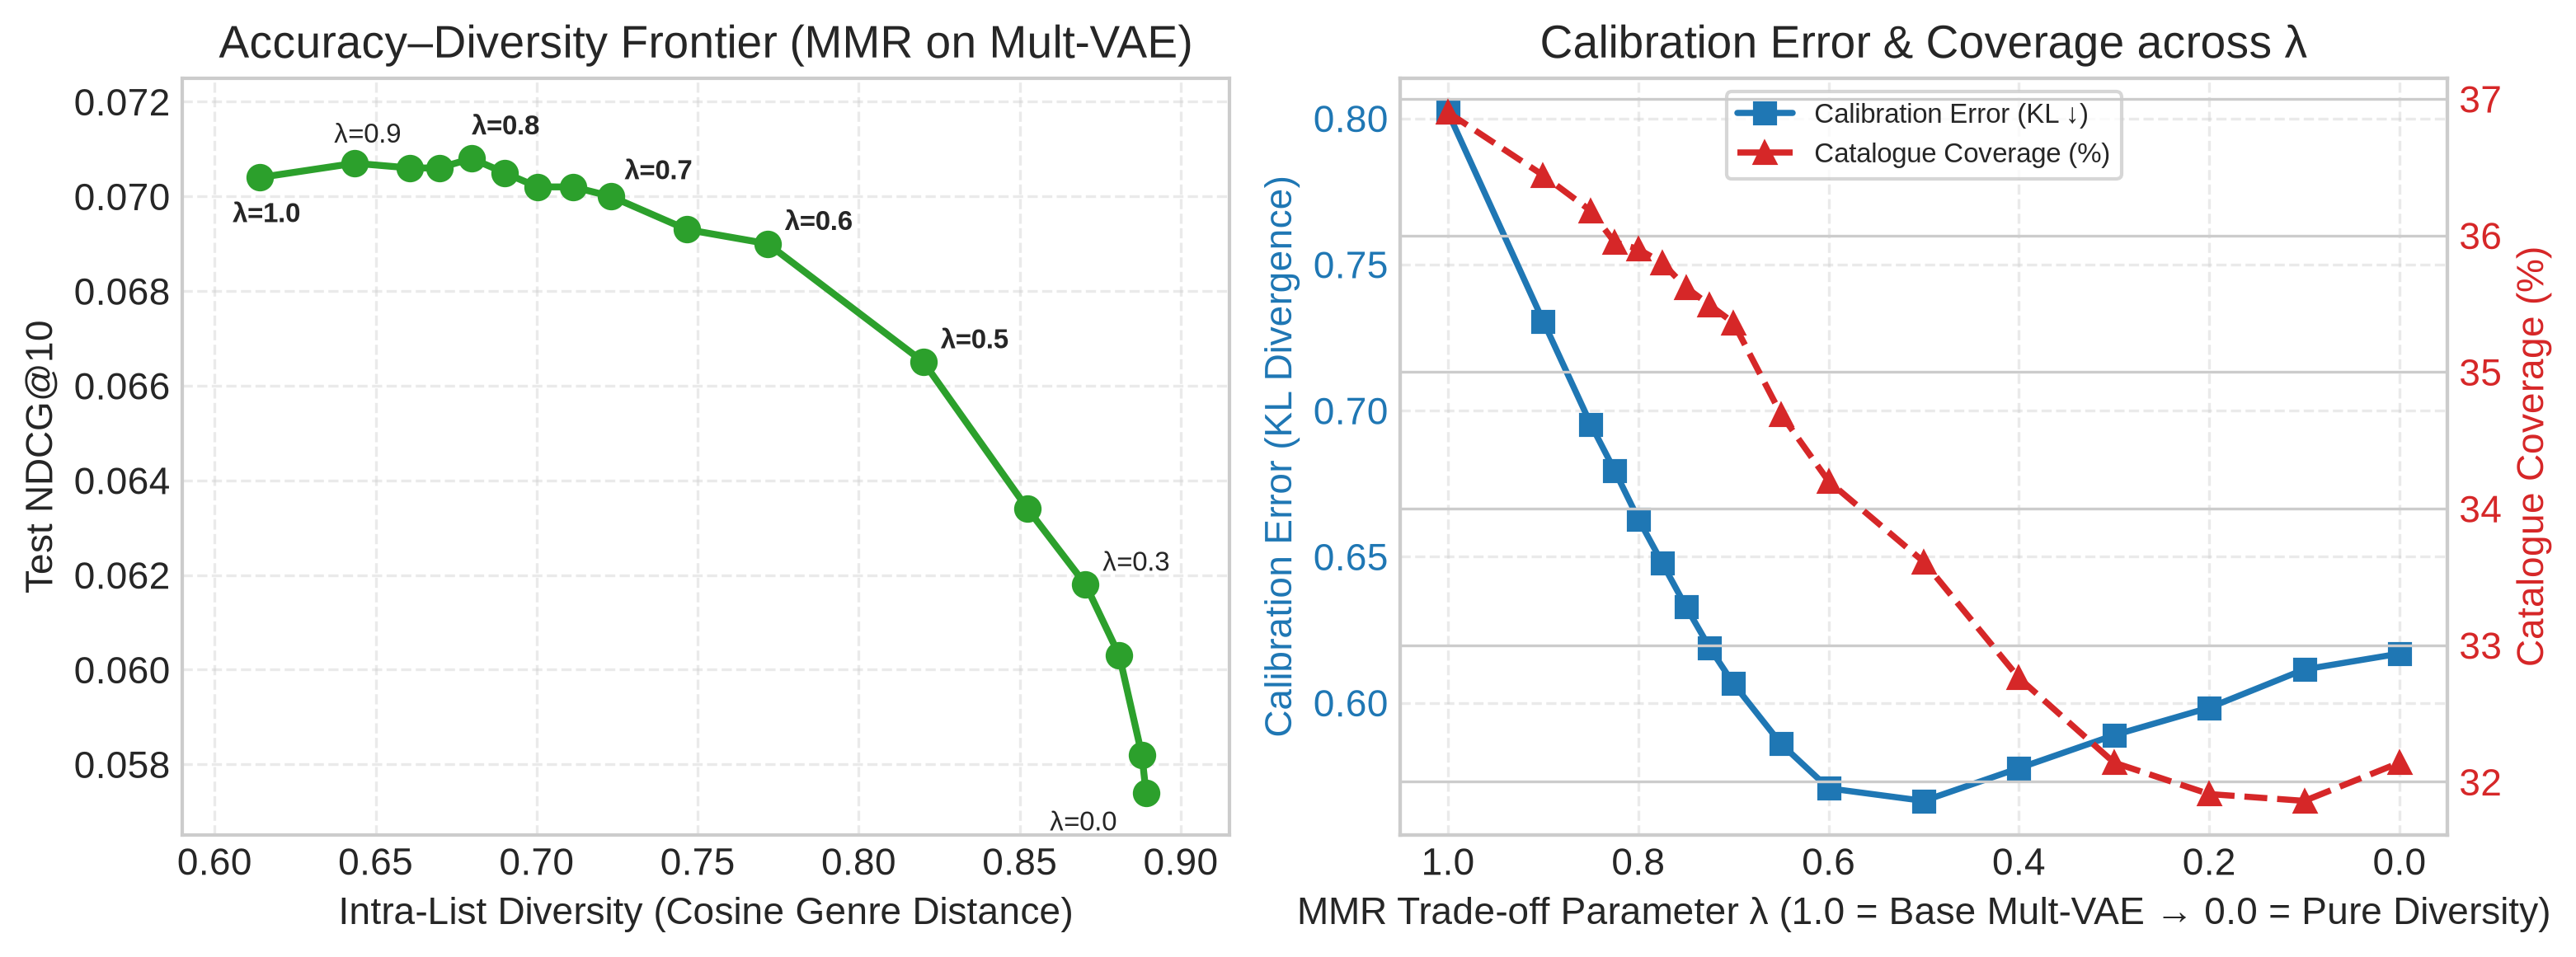 Accuracy–Diversity Frontier (MMR on Mult-VAE)
Test NDCG@10
0.072
0.070
0.068
0.066
0.064
0.062
0.060
0.058
λ=1.0
λ=0.9
λ=0.8
λ=0.7
λ=0.6
λ=0.5
λ=0.3
λ=0.0
0.60 0.65 0.70 0.75 0.80 0.85 0.90
Intra-List Diversity (Cosine Genre Distance)
Calibration Error & Coverage across λ
Calibration Error (KL Divergence)
0.80
0.75
0.70
0.65
0.60
Calibration Error (KL ↓)
Catalogue Coverage (%)
37
36
35
34
33
32
Catalogue Coverage (%)
1.0 0.8 0.6 0.4 0.2 0.0
MMR Trade-off Parameter λ (1.0 = Base Mult-VAE → 0.0 = Pure Diversity)